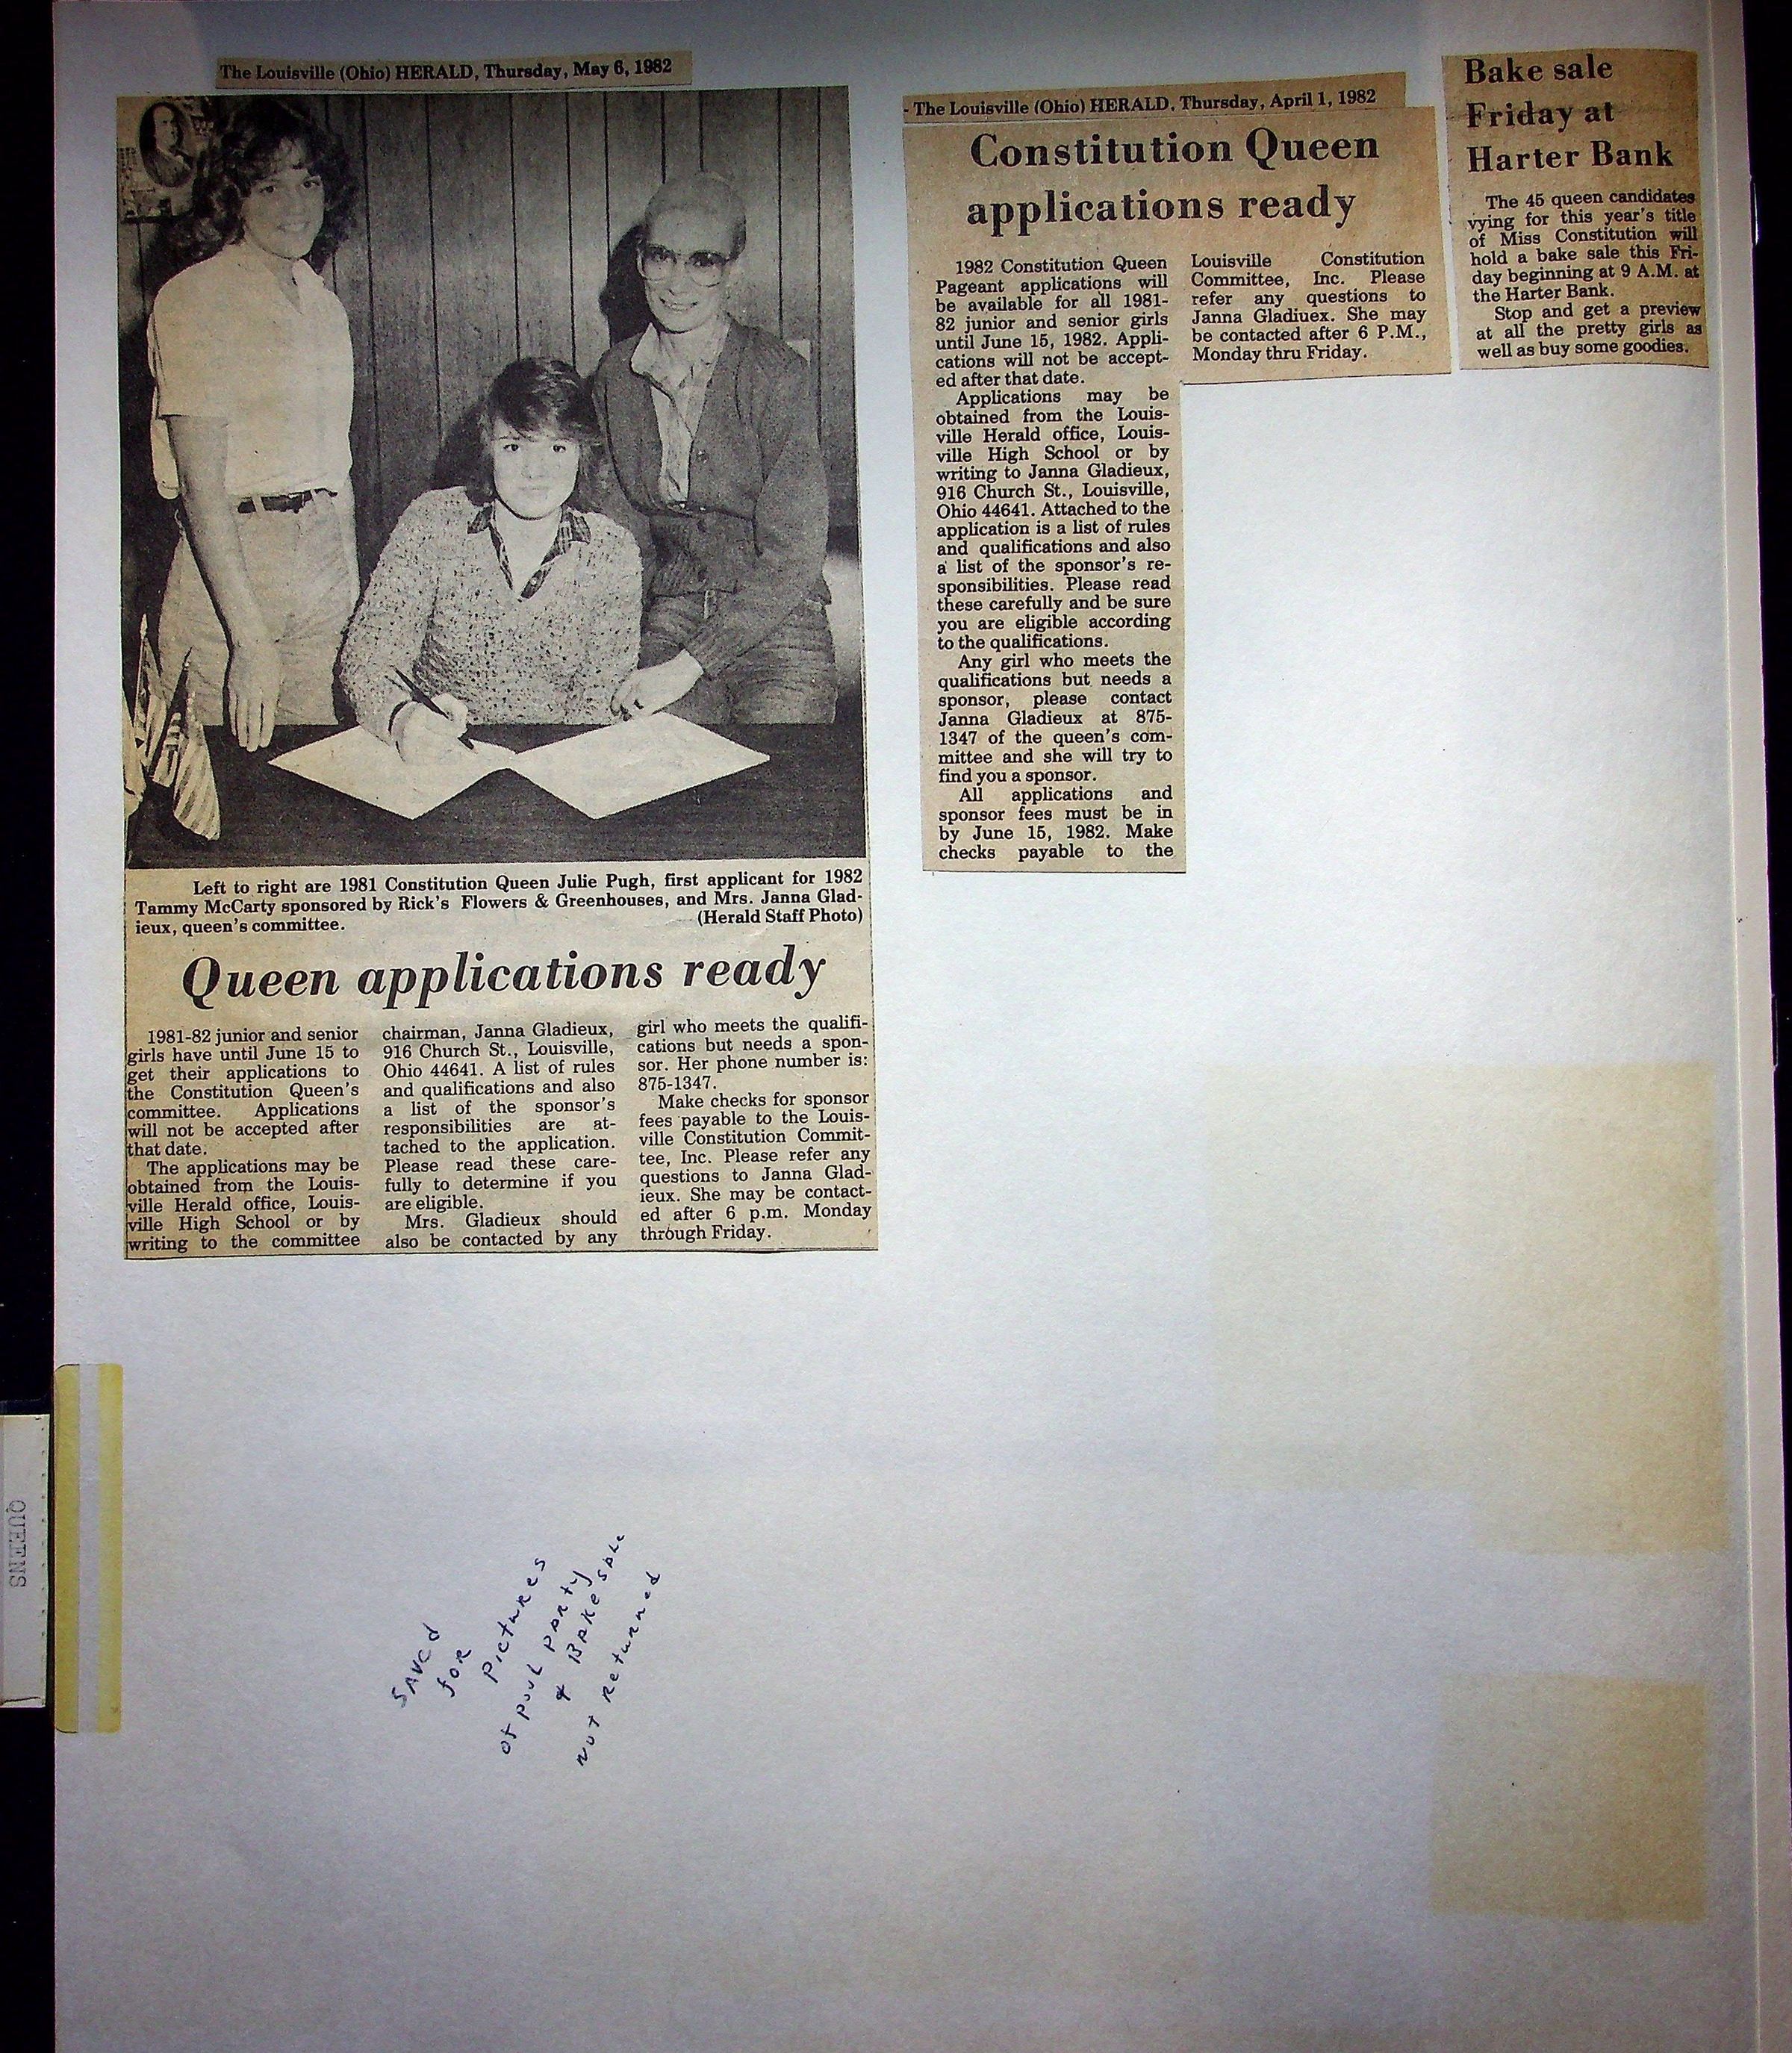 The Louisville (Ohio) HERALD, Thursday, May 6, 1982
Left to right are 1981 Constitution Queen Julie Pugh, first applicant for 1982
Tammy McCarty sponsored by Rick's Flowers & Greenhouses, and Mrs. Janna Glad-
ieux, queen's committee.
(Herald Staff Photo)
Queen applications ready
1981-82 junior and senior
girls have until June 15 to
get their applications to
the Constitution Queen's
committee. Applications
will not be accepted after
that date.
The applications may be
obtained from the Louis-
ville Herald office, Louis-
ville High School or by
writing to the committee
chairman, Janna Gladieux,
916 Church St., Louisville,
Ohio 44641. A list of rules
and qualifications and also
a list of the sponsor's
responsibilities are at-
tached to the application.
Please read these care-
fully to determine if you
are eligible.
Mrs. Gladieux should
also be contacted by any
girl who meets the qualifi-
cations but needs a spon-
sor. Her phone number is:
875-1347.
Make checks for sponsor
fees payable to the Louis-
ville Constitution Commit-
tee, Inc. Please refer any
questions to Janna Glad-
ieux. She may be contact-
ed after 6 p.m. Monday
through Friday.
- The Louisville (Ohio) HERALD, Thursday, April 1, 1982
Constitution Queen
applications ready
1982 Constitution Queen
Pageant applications will
be available for all 1981-
82 junior and senior girls
until June 15, 1982. Appli-
cations will not be accept-
ed after that date.
Applications may be
obtained from the Louis-
ville Herald office, Louis-
ville High School or by
writing to Janna Gladieux,
916 Church St., Louisville,
Ohio 44641. Attached to the
application is a list of rules
and qualifications and also
a list of the sponsor's re-
sponsibilities. Please read
these carefully and be sure
you are eligible according
to the qualifications.
Any girl who meets the
qualifications but needs a
sponsor, please contact
Janna Gladieux at 875-
1347 of the queen's com-
mittee and she will try to
find you a sponsor.
All applications and
sponsor fees must be in
by June 15, 1982. Make
checks payable to the
Louisville Constitution
Committee, Inc. Please
refer any questions to
Janna Gladiuex. She may
be contacted after 6 P.M.,
Monday thru Friday.
Bake sale
Friday at
Harter Bank
The 45 queen candidates
vying for this year's title
of Miss Constitution will
hold a bake sale this Fri-
day beginning at 9 A.M. at
the Harter Bank.
Stop and get a preview
at all the pretty girls as
well as buy some goodies.
QUEENS
SAVED
FOR
PICTURES
OF POOL PARTY
& BAKE SALE
NOT RETURNED